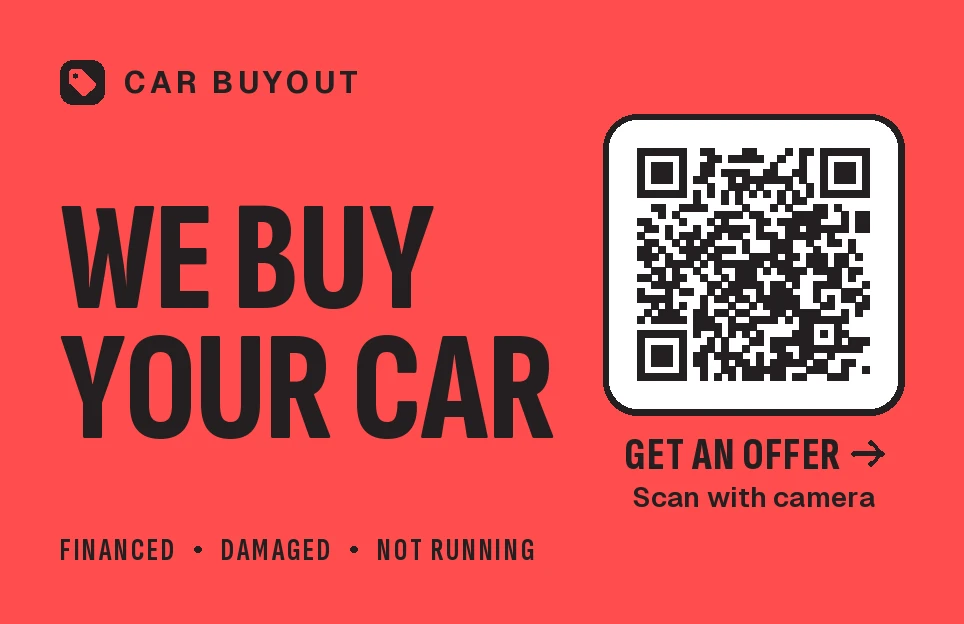 CAR BUYOUT
WE BUY
YOUR CAR
GET AN OFFER →
Scan with camera
FINANCED • DAMAGED • NOT RUNNING